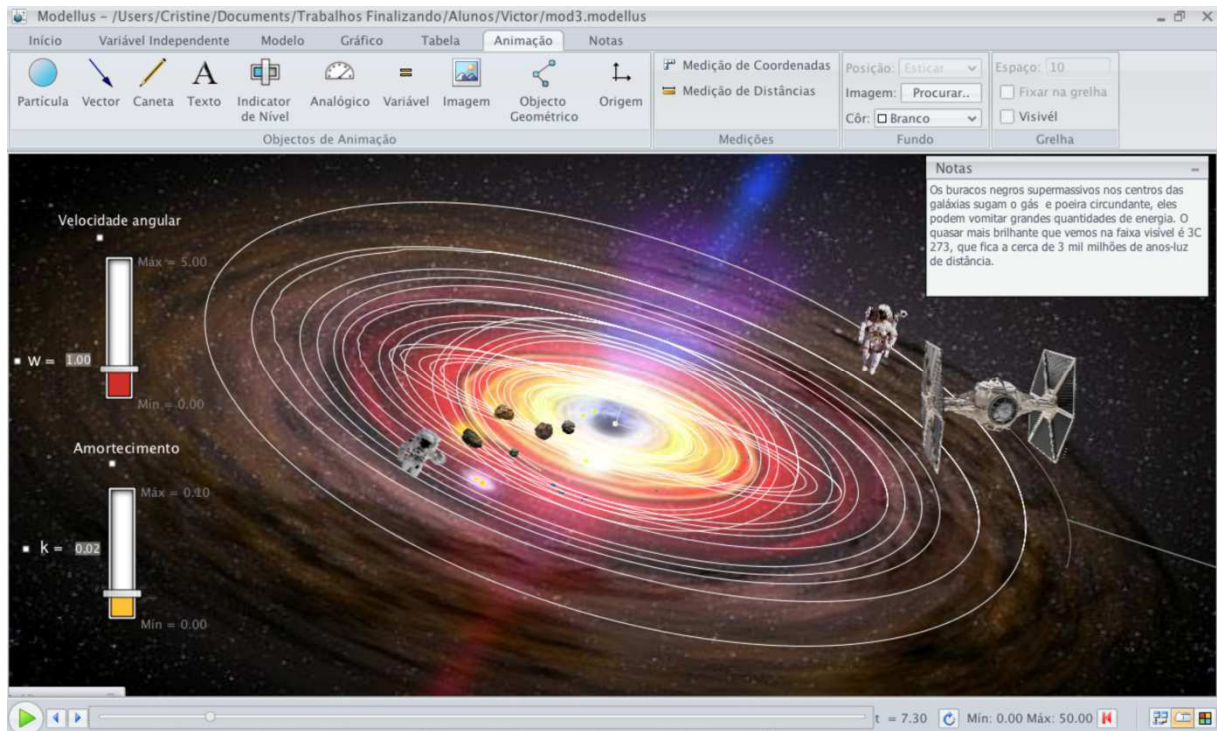 Modellus - /Users/Cristine/Documents/Trabalhos Finalizando/Alunos/Victor/mod3.modellus
Início Variável Independente Modelo Gráfico Tabela Animação Notas
Partícula Vector Caneta Texto Indicator de Nível Analógico Variável Imagem Objecto Geométrico Origem
Objectos de Animação
Medição de Coordenadas
Medição de Distâncias
Medições
Posição: Esticar
Imagem: Procurar..
Côr: Branco
Fundo
Espaço: 10
Fixar na grelha
Visivél
Grelha
Notas
Os buracos negros supermassivos nos centros das
galáxias sugam o gás e poeira circundante, eles
podem vomitar grandes quantidades de energia. O
quasar mais brilhante que vemos na faixa visível é 3C
273, que fica a cerca de 3 mil milhões de anos-luz
de distância.
Velocidade angular
Máx = 5.00
w = 1.00
Mín = 0.00
Amortecimento
Máx = 0.10
k = 0.02
Mín = 0.00
t = 7.30 Mín: 0.00 Máx: 50.00